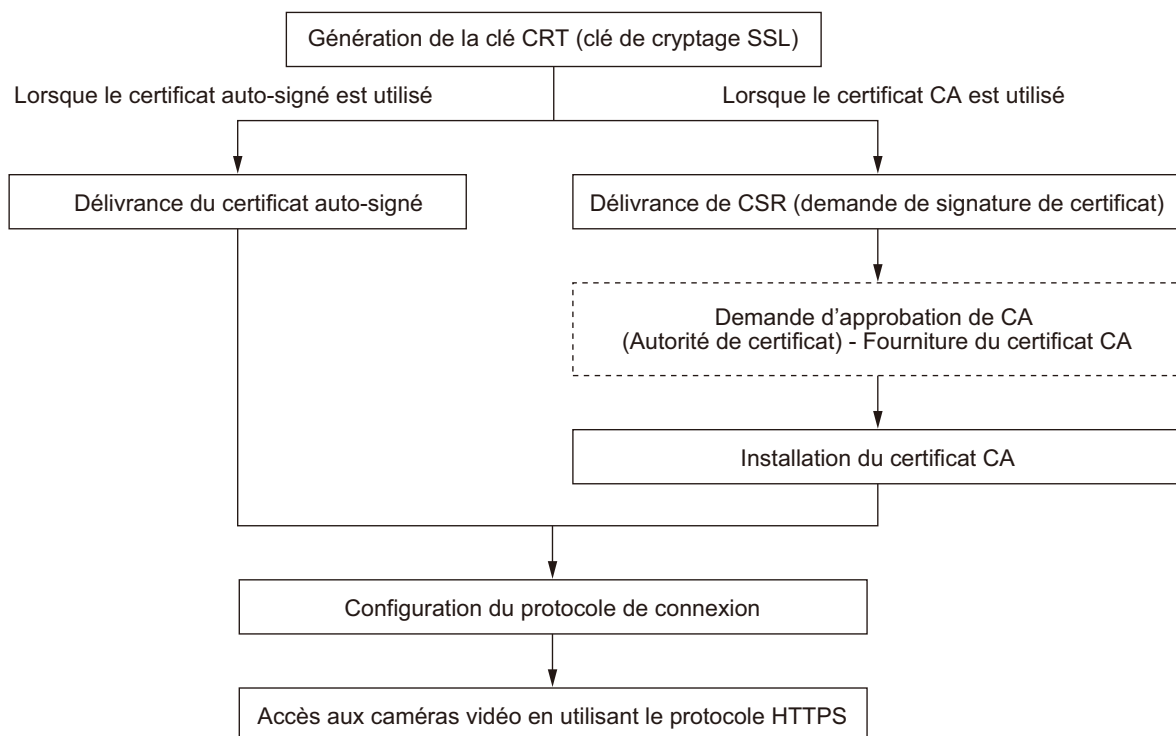 Génération de la clé CRT (clé de cryptage SSL)
Lorsque le certificat auto-signé est utilisé
Lorsque le certificat CA est utilisé
Délivrance du certificat auto-signé
Délivrance de CSR (demande de signature de certificat)
Demande d’approbation de CA
(Autorité de certificat) - Fourniture du certificat CA
Installation du certificat CA
Configuration du protocole de connexion
Accès aux caméras vidéo en utilisant le protocole HTTPS